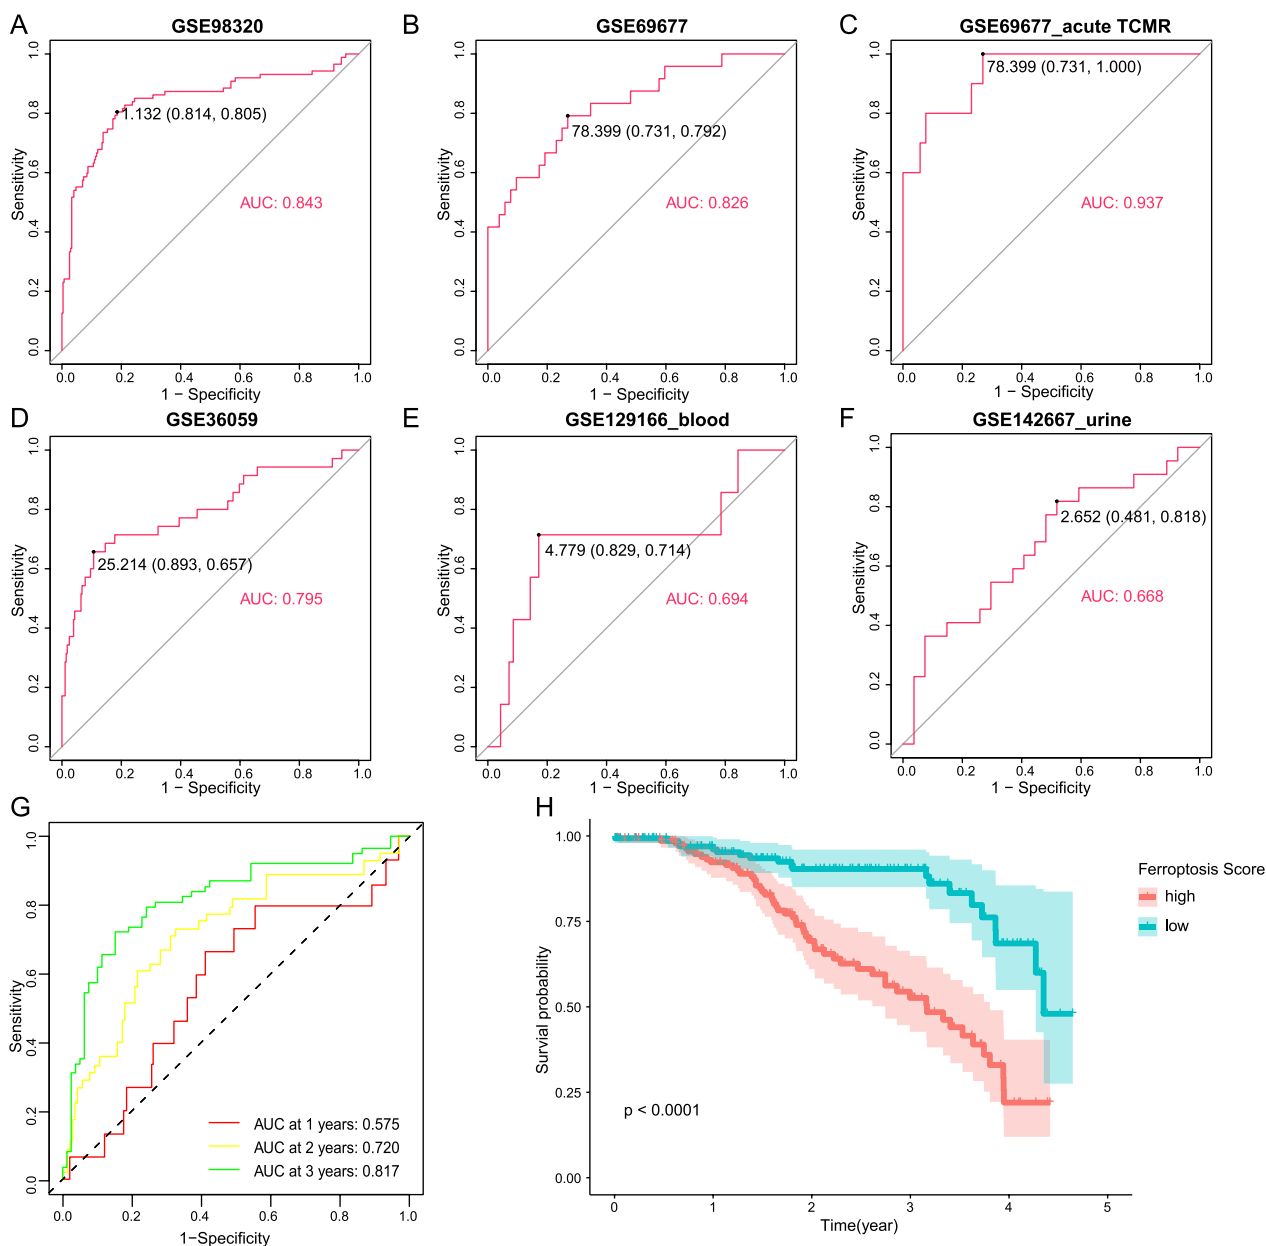 A
GSE98320
1.132 (0.814, 0.805)
AUC: 0.843
Sensitivity
0.0 0.2 0.4 0.6 0.8 1.0
0.0 0.2 0.4 0.6 0.8 1.0
1 − Specificity
B
GSE69677
78.399 (0.731, 0.792)
AUC: 0.826
Sensitivity
0.0 0.2 0.4 0.6 0.8 1.0
0.0 0.2 0.4 0.6 0.8 1.0
1 − Specificity
C
GSE69677_acute TCMR
78.399 (0.731, 1.000)
AUC: 0.937
Sensitivity
0.0 0.2 0.4 0.6 0.8 1.0
0.0 0.2 0.4 0.6 0.8 1.0
1 − Specificity
D
GSE36059
25.214 (0.893, 0.657)
AUC: 0.795
Sensitivity
0.0 0.2 0.4 0.6 0.8 1.0
0.0 0.2 0.4 0.6 0.8 1.0
1 − Specificity
E
GSE129166_blood
4.779 (0.829, 0.714)
AUC: 0.694
Sensitivity
0.0 0.2 0.4 0.6 0.8 1.0
0.0 0.2 0.4 0.6 0.8 1.0
1 − Specificity
F
GSE142667_urine
2.652 (0.481, 0.818)
AUC: 0.668
Sensitivity
0.0 0.2 0.4 0.6 0.8 1.0
0.0 0.2 0.4 0.6 0.8 1.0
1 − Specificity
G
Sensitivity
0.0 0.2 0.4 0.6 0.8 1.0
AUC at 1 years: 0.575
AUC at 2 years: 0.720
AUC at 3 years: 0.817
0.0 0.2 0.4 0.6 0.8 1.0
1-Specificity
H
Survial probability
1.00
0.75
0.50
0.25
0.00
p < 0.0001
0 1 2 3 4 5
Time(year)
Ferroptosis Score
high
low